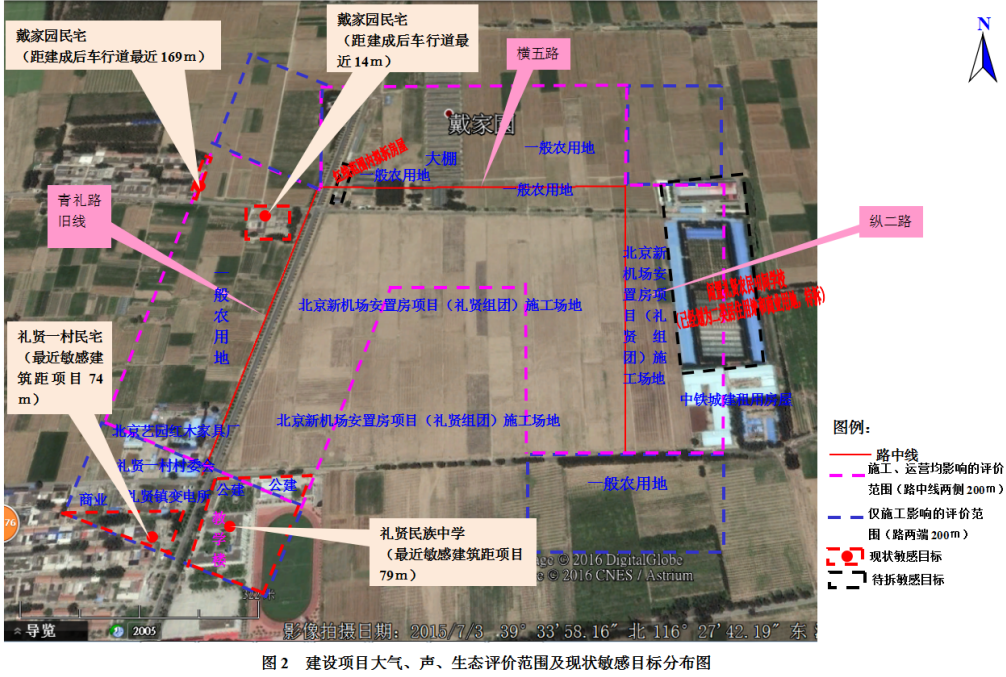 戴家园民宅
（距建成后车行道最近169m）
戴家园民宅
（距建成后车行道最
近14m）
横五路
N
戴家园
大棚
一般农用地
一般农用地
一般农用地
青礼路
旧线
纵二路
一般农用地
北京新机场安置房项目（礼贤组团）施工场地
北京新
机场安
置房项
目（礼
贤组
团）施
工场地
礼贤一村民宅
（最近敏感建
筑距项目74
m）
北京新机场安置房项目（礼贤组团）施工场地
中铁城建租用房屋
北京艺园红木家具厂
礼贤一村村委会
商业
礼贤镇变电所
公建
公建
一般农用地
教学楼
礼贤民族中学
（最近敏感建筑距项目
79m）
图例：
路中线
施工、运营均影响的评价
范围（路中线两侧200m）
仅施工影响的评价范
围（路两端200m）
现状敏感目标
待拆敏感目标
76
© 2016 DigitalGlobe
© 2016 CNES / Astrium
导览
2005
影像拍摄日期：2015/7/3 39° 33'58.16" 北 116° 27'42.19" 东
图2 建设项目大气、声、生态评价范围及现状敏感目标分布图